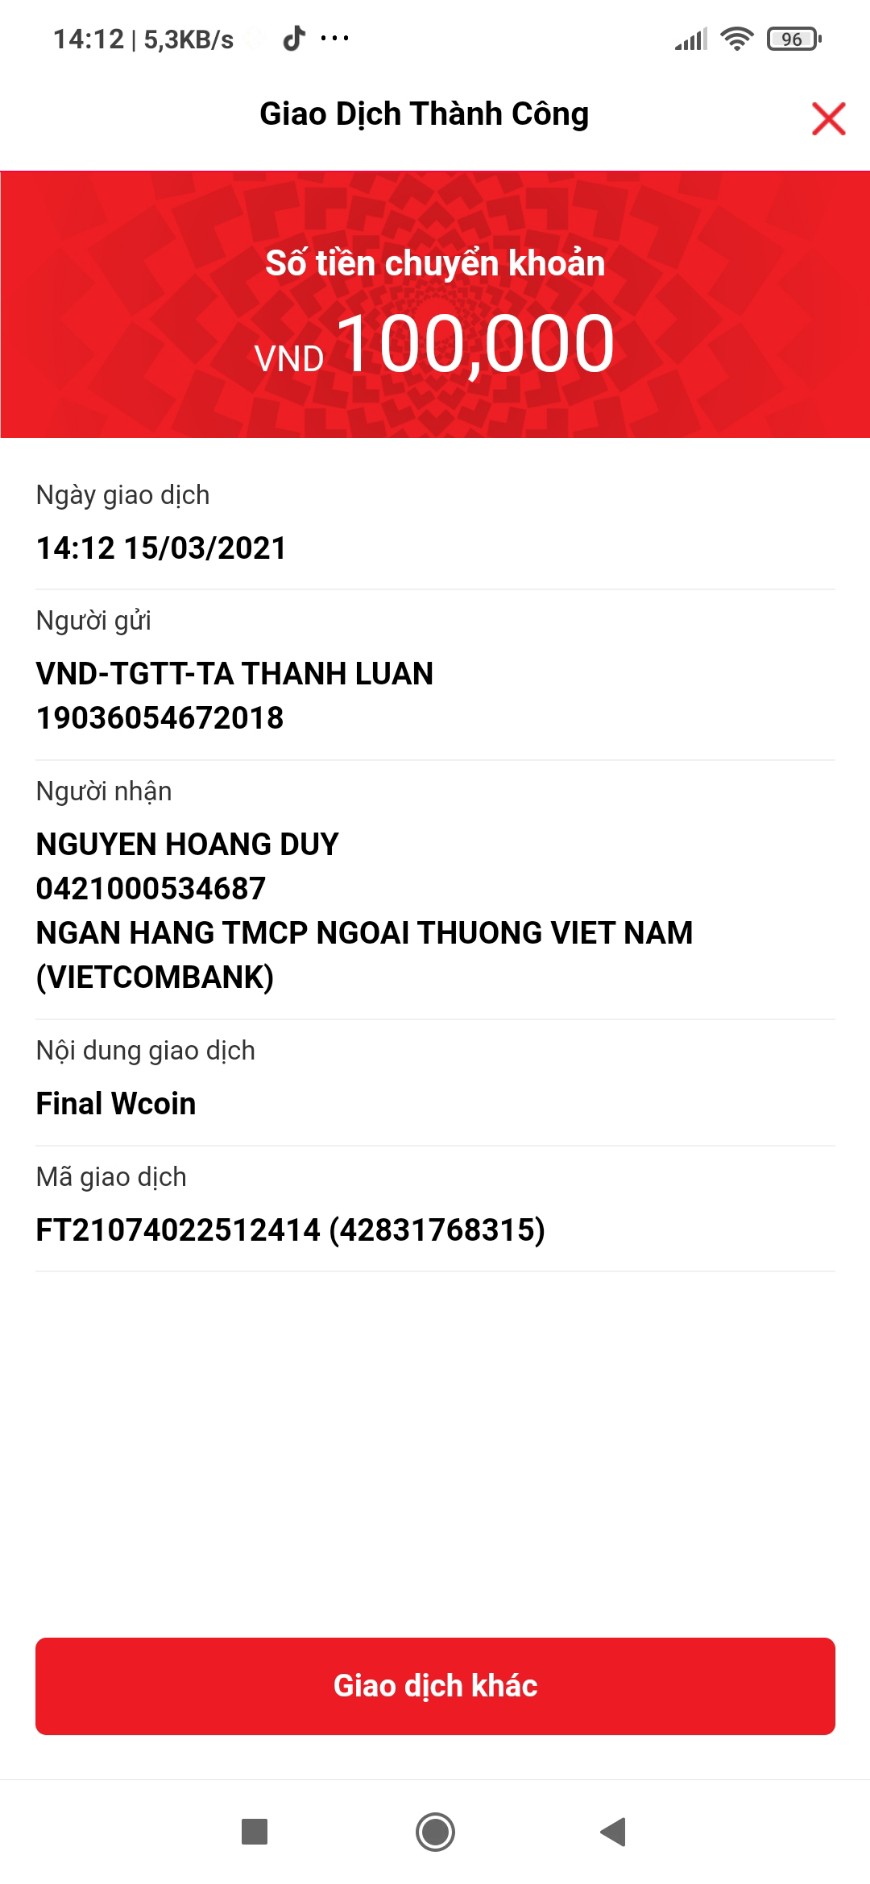 14:12 | 5,3KB/s ...
96
Giao Dịch Thành Công
Số tiền chuyển khoản
VND 100,000
Ngày giao dịch
14:12 15/03/2021
Người gửi
VND-TGTT-TA THANH LUAN
19036054672018
Người nhận
NGUYEN HOANG DUY
0421000534687
NGAN HANG TMCP NGOAI THUONG VIET NAM
(VIETCOMBANK)
Nội dung giao dịch
Final Wcoin
Mã giao dịch
FT21074022512414 (42831768315)
Giao dịch khác